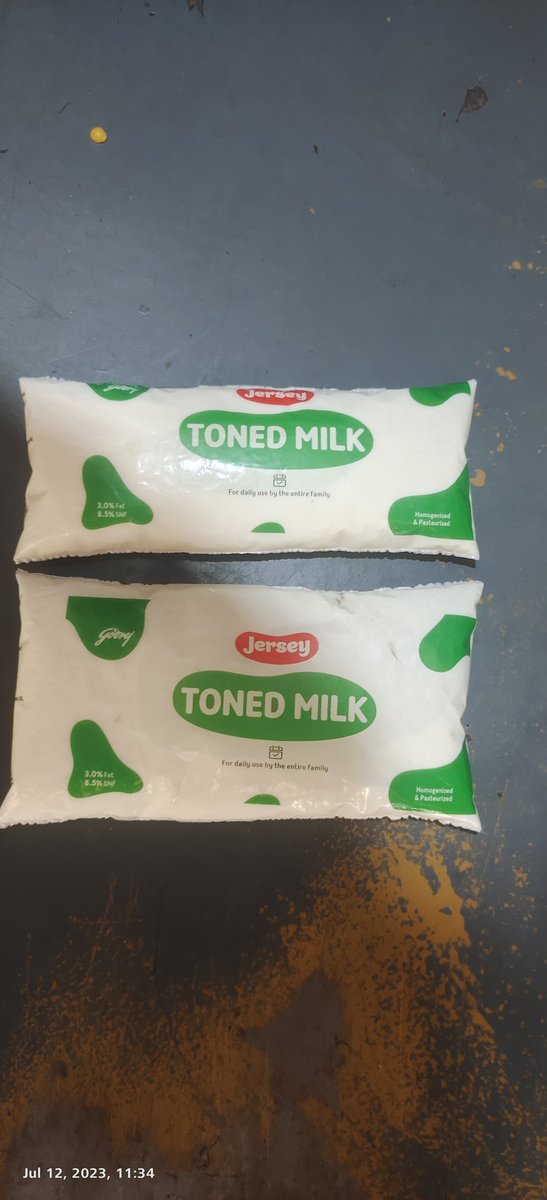 Jersey
TONED MILK
For daily use by the entire family
3.0% Fat
8.5% SNF
Homogenized
& Pasteurized
Godrej
Jersey
TONED MILK
For daily use by the entire family
3.0% Fat
8.5% SNF
Homogenized
& Pasteurized
Jul 12, 2023, 11:34